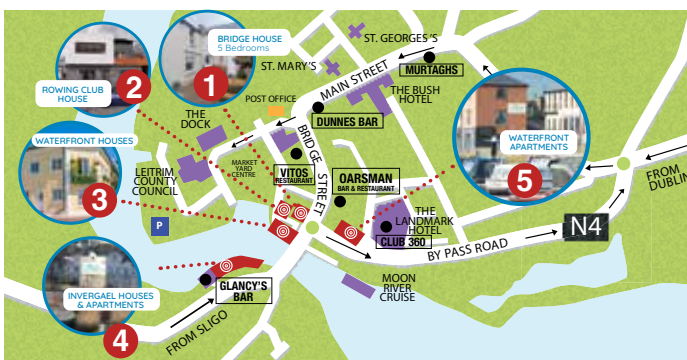 BRIDGE HOUSE
5 Bedrooms
1
2
ROWING CLUB
HOUSE
ST. GEORGES'S
ST. MARY'S
MAIN STREET
MURTAGHS
THE BUSH
HOTEL
POST OFFICE
THE
DOCK
DUNNES BAR
WATERFRONT HOUSES
3
LEITRIM
COUNTY
COUNCIL
MARKET
YARD
CENTRE
BRIDGE STREET
VITOS
RESTAURANT
OARSMAN
BAR & RESTAURANT
WATERFRONT
APARTMENTS
5
FROM
DUBLIN
P
THE
LANDMARK
HOTEL
CLUB 360
N4
BY PASS ROAD
MOON
RIVER
CRUISE
GLANCY'S
BAR
INVERGAEL HOUSES
& APARTMENTS
4
FROM SLIGO